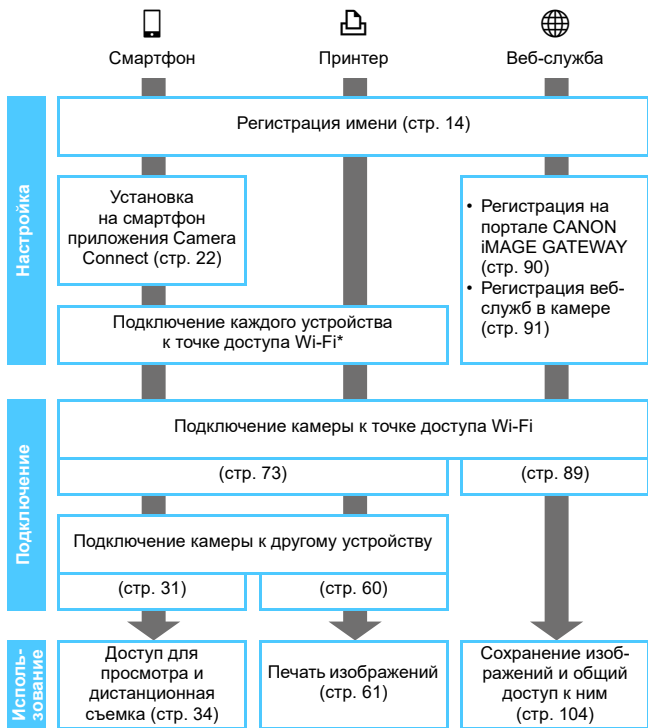 Смартфон
Принтер
Веб-служба
Настройка
Регистрация имени (стр. 14)
Установка
на смартфон
приложения Camera
Connect (стр. 22)
• Регистрация на
портале CANON
iMAGE GATEWAY
(стр. 90)
• Регистрация веб-
служб в камере
(стр. 91)
Подключение каждого устройства
к точке доступа Wi-Fi*
Подключение
Подключение камеры к точке доступа Wi-Fi
(стр. 73)
(стр. 89)
Подключение камеры к другому устройству
(стр. 31)
(стр. 60)
Исполь-
зование
Доступ для
просмотра и
дистанционная
съемка (стр. 34)
Печать изображений
(стр. 61)
Сохранение изоб-
ражений и общий
доступ к ним
(стр. 104)